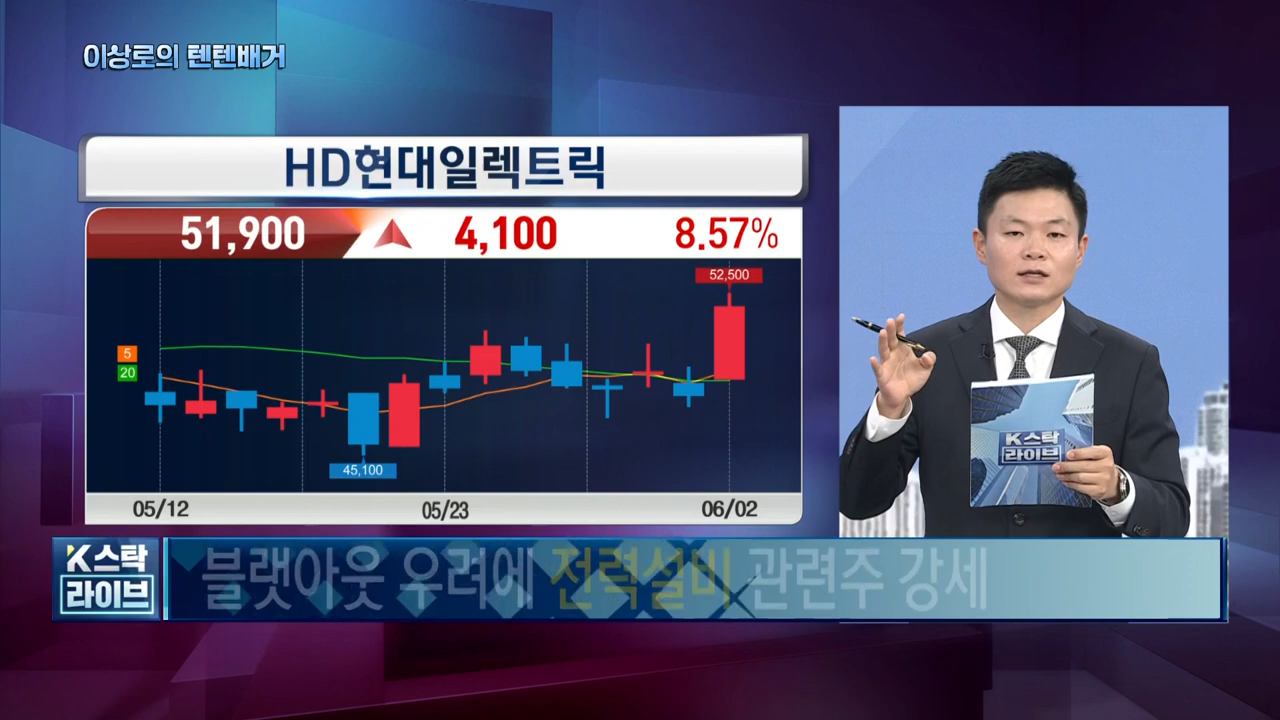 이상로의 텐텐배거
HD현대일렉트릭
51,900 4,100 8.57%
52,500
5
20
45,100
05/12 05/23 06/02
K스탁
라이브
K스탁
라이브
블랫아웃 우려에 전력설비 관련주 강세